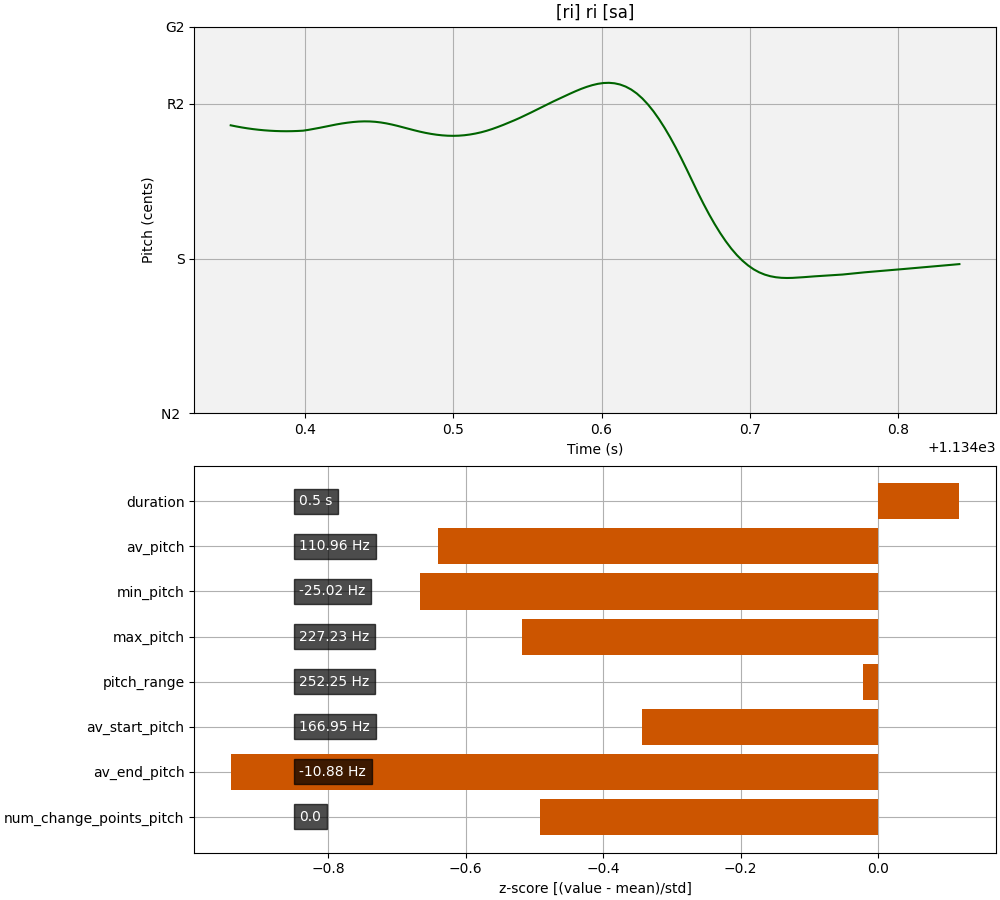 [ri] ri [sa]
G2
R2
S
N2
Pitch (cents)
0.4 0.5 0.6 0.7 0.8
+1.134e3
Time (s)
duration 0.5 s
av_pitch 110.96 Hz
min_pitch -25.02 Hz
max_pitch 227.23 Hz
pitch_range 252.25 Hz
av_start_pitch 166.95 Hz
av_end_pitch -10.88 Hz
num_change_points_pitch 0.0
−0.8 −0.6 −0.4 −0.2 0.0
z-score [(value - mean)/std]